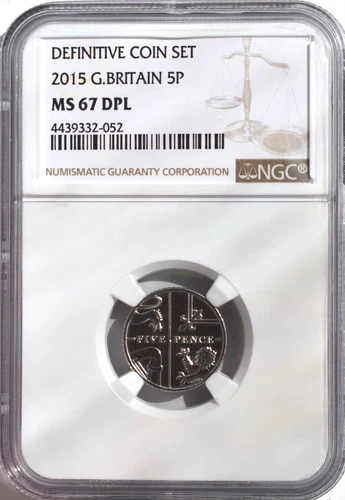 DEFINITIVE COIN SET
2015 G.BRITAIN 5P
MS 67 DPL
4439332-052
NUMISMATIC GUARANTY CORPORATION
NGC®
FIVE PENCE